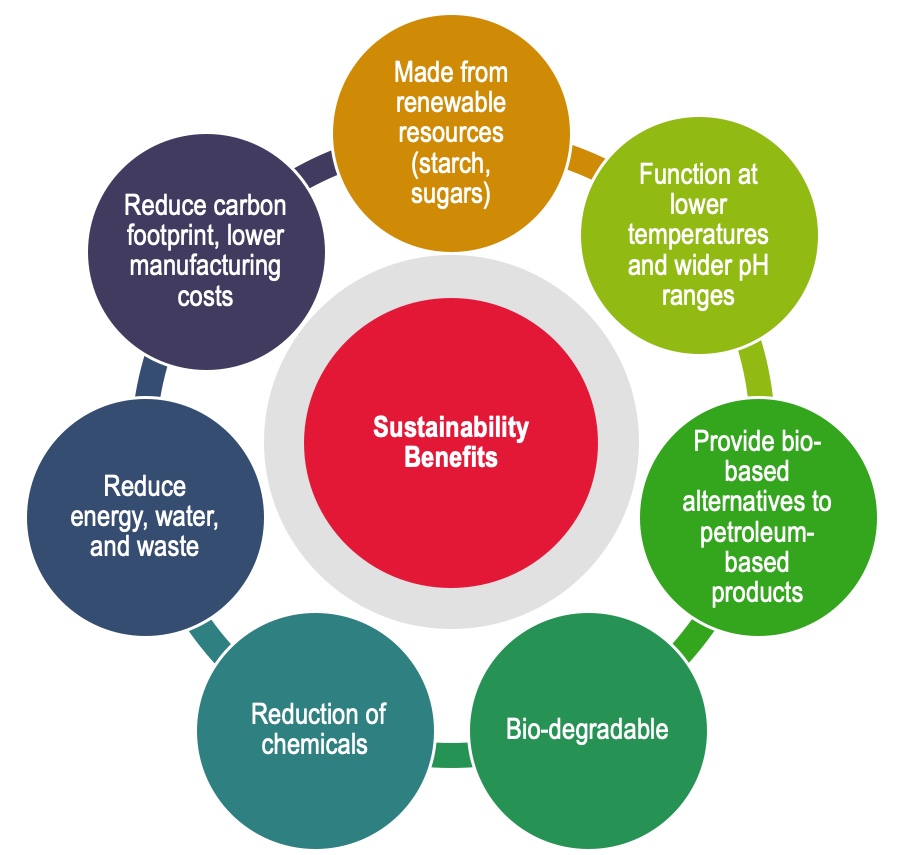 Made from
renewable
resources
(starch,
sugars)
Function at
lower
temperatures
and wider pH
ranges
Provide bio-
based
alternatives to
petroleum-
based
products
Bio-degradable
Reduction of
chemicals
Reduce
energy, water,
and waste
Reduce carbon
footprint, lower
manufacturing
costs
Sustainability
Benefits